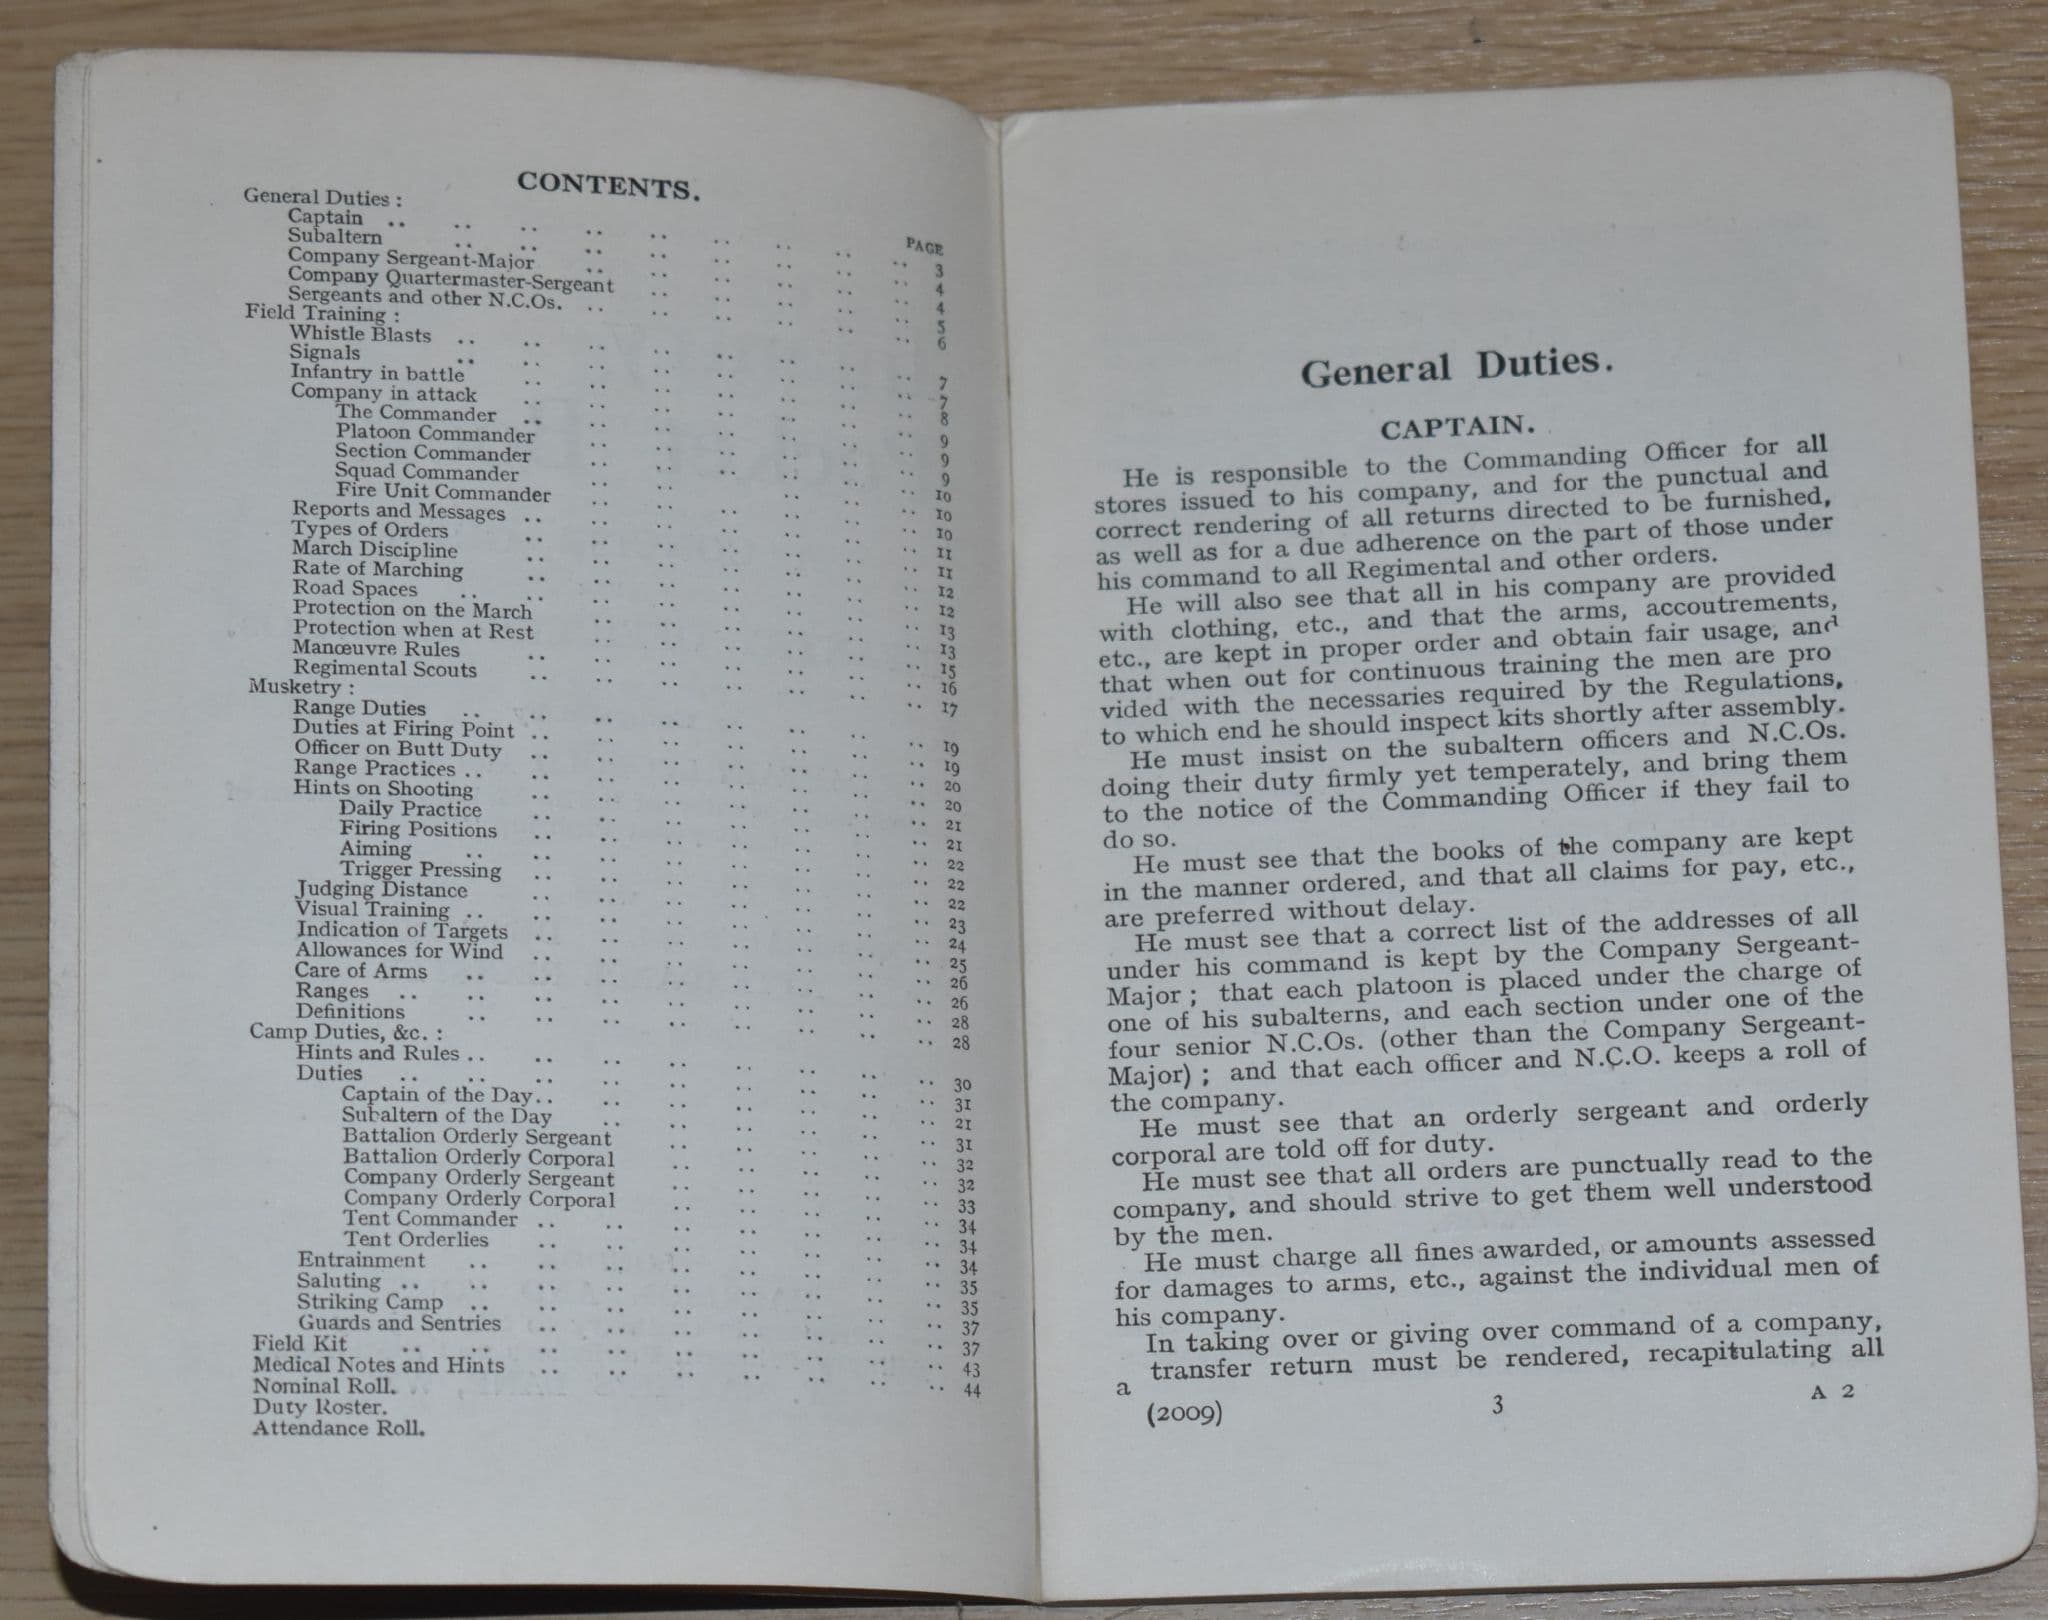 CONTENTS.
PAGE
General Duties :
Captain .. 3
Subaltern .. 4
Company Sergeant-Major .. 4
Company Quartermaster-Sergeant .. 5
Sergeants and other N.C.Os. .. 6
Field Training :
Whistle Blasts .. 7
Signals .. 7
Infantry in battle .. 8
Company in attack .. 9
The Commander .. 9
Platoon Commander .. 9
Section Commander .. 10
Squad Commander .. 10
Fire Unit Commander .. 10
Reports and Messages .. 11
Types of Orders .. 11
March Discipline .. 12
Rate of Marching .. 12
Road Spaces .. 13
Protection on the March .. 13
Protection when at Rest .. 15
Manœuvre Rules .. 16
Regimental Scouts .. 17
Musketry :
Range Duties .. 19
Duties at Firing Point .. 19
Officer on Butt Duty .. 20
Range Practices .. 20
Hints on Shooting .. 21
Daily Practice .. 21
Firing Positions .. 22
Aiming .. 22
Trigger Pressing .. 22
Judging Distance .. 23
Visual Training .. 24
Indication of Targets .. 25
Allowances for Wind .. 26
Care of Arms .. 26
Ranges .. 28
Definitions .. 28
Camp Duties, &c. :
Hints and Rules .. 30
Duties .. 31
Captain of the Day .. 21
Subaltern of the Day .. 31
Battalion Orderly Sergeant .. 32
Battalion Orderly Corporal .. 32
Company Orderly Sergeant .. 33
Company Orderly Corporal .. 34
Tent Commander .. 34
Tent Orderlies .. 34
Entrainment .. 35
Saluting .. 35
Striking Camp .. 37
Guards and Sentries .. 37
Field Kit .. 43
Medical Notes and Hints .. 44
Nominal Roll.
Duty Roster.
Attendance Roll.
General Duties.
CAPTAIN.
He is responsible to the Commanding Officer for all
stores issued to his company, and for the punctual and
correct rendering of all returns directed to be furnished,
as well as for a due adherence on the part of those under
his command to all Regimental and other orders.
He will also see that all in his company are provided
with clothing, etc., and that the arms, accoutrements,
etc., are kept in proper order and obtain fair usage, and
that when out for continuous training the men are pro
vided with the necessaries required by the Regulations,
to which end he should inspect kits shortly after assembly.
He must insist on the subaltern officers and N.C.Os.
doing their duty firmly yet temperately, and bring them
to the notice of the Commanding Officer if they fail to
do so.
He must see that the books of the company are kept
in the manner ordered, and that all claims for pay, etc.,
are preferred without delay.
He must see that a correct list of the addresses of all
under his command is kept by the Company Sergeant-
Major ; that each platoon is placed under the charge of
one of his subalterns, and each section under one of the
four senior N.C.Os. (other than the Company Sergeant-
Major) ; and that each officer and N.C.O. keeps a roll of
the company.
He must see that an orderly sergeant and orderly
corporal are told off for duty.
He must see that all orders are punctually read to the
company, and should strive to get them well understood
by the men.
He must charge all fines awarded, or amounts assessed
for damages to arms, etc., against the individual men of
his company.
In taking over or giving over command of a company,
a transfer return must be rendered, recapitulating all
(2009) 3 A 2